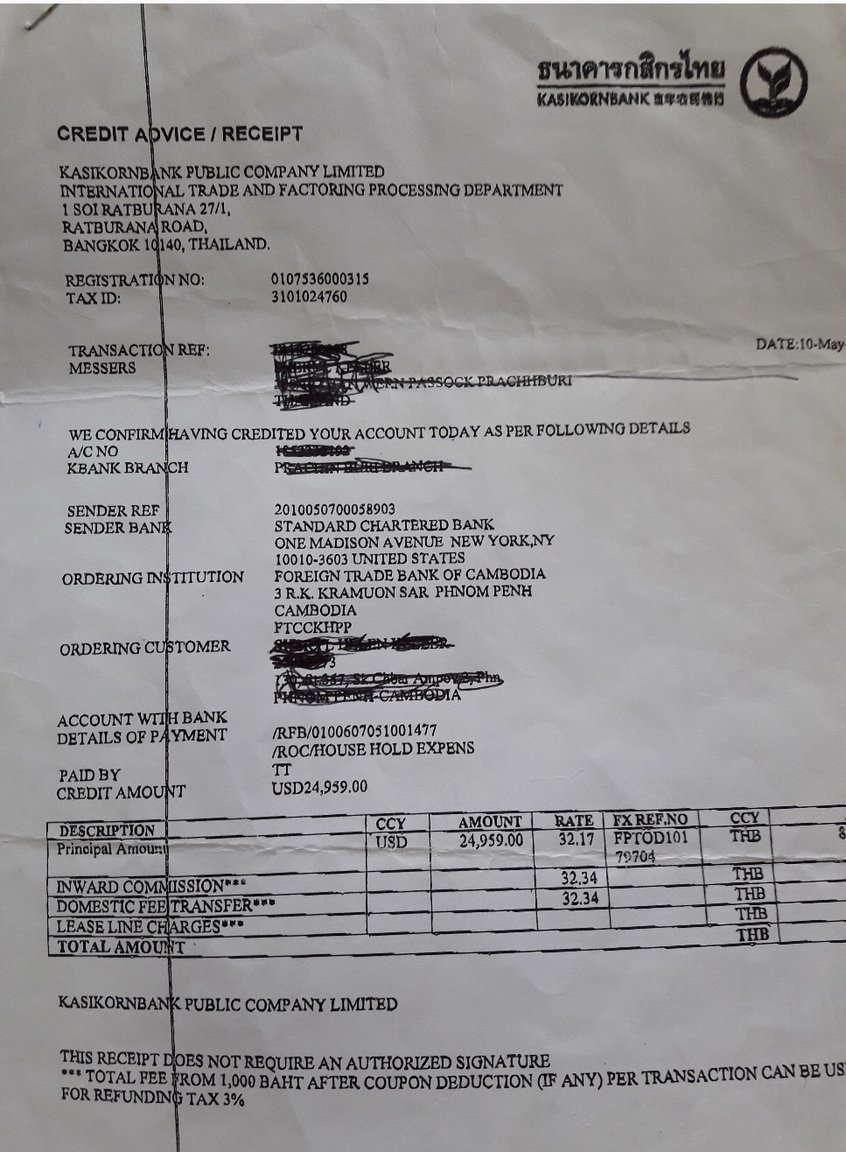 ธนาคารกสิกรไทย
KASIKORNBANK
CREDIT ADVICE / RECEIPT
KASIKORNBANK PUBLIC COMPANY LIMITED
INTERNATIONAL TRADE AND FACTORING PROCESSING DEPARTMENT
1 SOI RATBURANA 27/1,
RATBURANA ROAD,
BANGKOK 10140, THAILAND.
REGISTRATION NO: 0107536000315
TAX ID: 3101024760
DATE:10-May-
TRANSACTION REF:
MESSERS
PASSOCK PRACHHBURI
WE CONFIRM HAVING CREDITED YOUR ACCOUNT TODAY AS PER FOLLOWING DETAILS
A/C NO
KBANK BRANCH
SENDER REF 2010050700058903
SENDER BANK STANDARD CHARTERED BANK
ONE MADISON AVENUE NEW YORK,NY
10010-3603 UNITED STATES
ORDERING INSTITUTION FOREIGN TRADE BANK OF CAMBODIA
3 R.K. KRAMUON SAR PHNOM PENH
CAMBODIA
FTCCKHPP
ORDERING CUSTOMER
ACCOUNT WITH BANK
DETAILS OF PAYMENT /RFB/0100607051001477
/ROC/HOUSE HOLD EXPENS
PAID BY TT
CREDIT AMOUNT USD24,959.00
DESCRIPTION CCY AMOUNT RATE FX REF.NO CCY
Principal Amount USD 24,959.00 32.17 FPTOD101 THB 8
79704
INWARD COMMISSION*** 32.34 THB
DOMESTIC FEE TRANSFER*** 32.34 THB
LEASE LINE CHARGES*** THB
TOTAL AMOUNT THB
KASIKORNBANK PUBLIC COMPANY LIMITED
THIS RECEIPT DOES NOT REQUIRE AN AUTHORIZED SIGNATURE
*** TOTAL FEE FROM 1,000 BAHT AFTER COUPON DEDUCTION (IF ANY) PER TRANSACTION CAN BE US
FOR REFUNDING TAX 3%